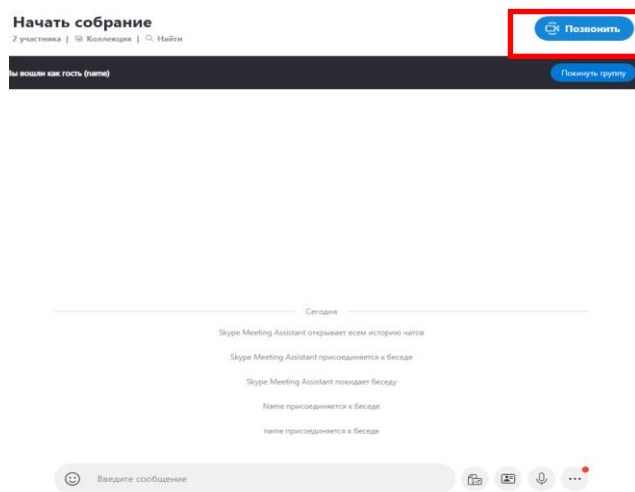 Начать собрание
Позвонить
2 участника | Коллекция | Найти
Вы вошли как гость (name)
Покинуть группу
Сегодня
Skype Meeting Assistant открывает всем историю чатов
Skype Meeting Assistant присоединяется к беседе
Skype Meeting Assistant покидает беседу
Name присоединяется к беседе
name присоединяется к беседе
Введите сообщение